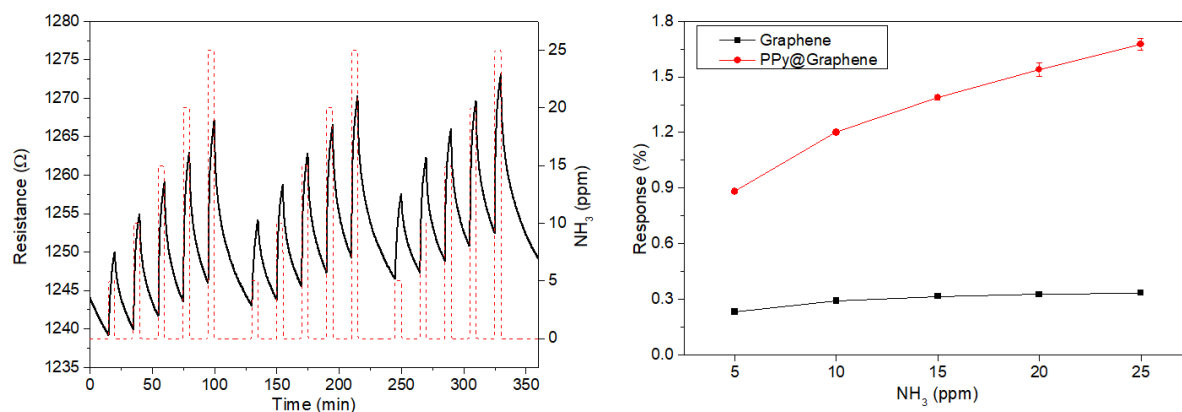 1280
1275
1270
1265
1260
1255
1250
1245
1240
1235
Resistance (Ω)
0 50 100 150 200 250 300 350
Time (min)
25
20
15
10
5
0
NH₃ (ppm)
1.8
1.5
1.2
0.9
0.6
0.3
0.0
Response (%)
Graphene
PPy@Graphene
5 10 15 20 25
NH₃ (ppm)